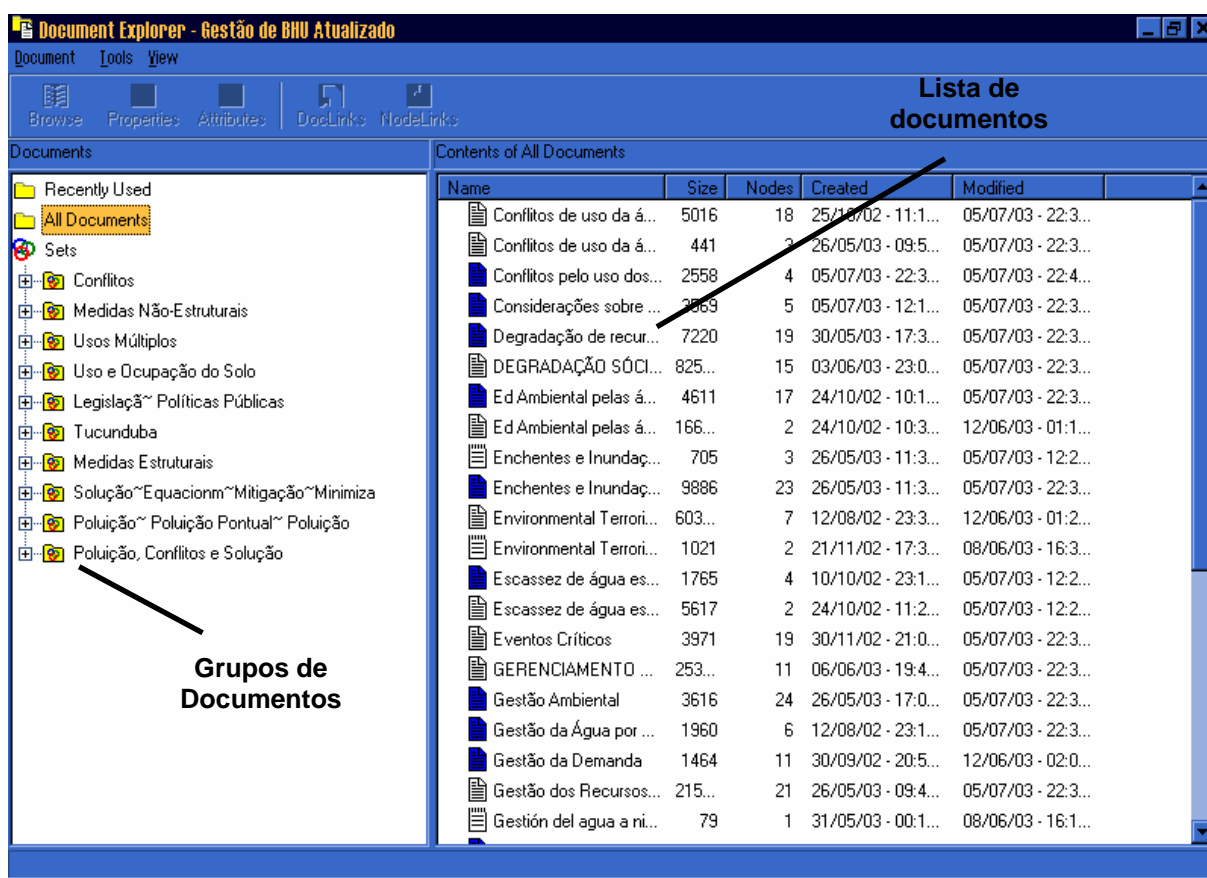 Document Explorer - Gestão de BHU Atualizado
Document Tools View
Browse Properties Attributes DocLinks NodeLinks
Lista de
documentos
Documents
Contents of All Documents
Recently Used
All Documents
Sets
Conflitos
Medidas Não-Estruturais
Usos Múltiplos
Uso e Ocupação do Solo
Legislaçã~ Políticas Públicas
Tucunduba
Medidas Estruturais
Solução~Equacionm~Mitigação~Minimiza
Poluição~ Poluição Pontual~ Poluição
Poluição, Conflitos e Solução
Grupos de
Documentos
Name Size Nodes Created Modified
Conflitos de uso da á... 5016 18 25/10/02 - 11:1... 05/07/03 - 22:3...
Conflitos de uso da á... 441 3 26/05/03 - 09:5... 05/07/03 - 22:3...
Conflitos pelo uso dos... 2558 4 05/07/03 - 22:3... 05/07/03 - 22:4...
Considerações sobre ... 3569 5 05/07/03 - 12:1... 05/07/03 - 22:3...
Degradação de recur... 7220 19 30/05/03 - 17:3... 05/07/03 - 22:3...
DEGRADAÇÃO SÓCI... 825... 15 03/06/03 - 23:0... 05/07/03 - 22:3...
Ed Ambiental pelas á... 4611 17 24/10/02 - 10:1... 05/07/03 - 22:3...
Ed Ambiental pelas á... 166... 2 24/10/02 - 10:3... 12/06/03 - 01:1...
Enchentes e Inundaç... 705 3 26/05/03 - 11:3... 05/07/03 - 12:2...
Enchentes e Inundaç... 9886 23 26/05/03 - 11:3... 05/07/03 - 22:3...
Environmental Terrori... 603... 7 12/08/02 - 23:3... 12/06/03 - 01:2...
Environmental Terrori... 1021 2 21/11/02 - 17:3... 08/06/03 - 16:3...
Escassez de água es... 1765 4 10/10/02 - 23:1... 05/07/03 - 12:2...
Escassez de água es... 5617 2 24/10/02 - 11:2... 05/07/03 - 12:2...
Eventos Críticos 3971 19 30/11/02 - 21:0... 05/07/03 - 22:3...
GERENCIAMENTO ... 253... 11 06/06/03 - 19:4... 05/07/03 - 22:3...
Gestão Ambiental 3616 24 26/05/03 - 17:0... 05/07/03 - 22:3...
Gestão da Água por ... 1960 6 12/08/02 - 23:1... 05/07/03 - 22:3...
Gestão da Demanda 1464 11 30/09/02 - 20:5... 12/06/03 - 02:0...
Gestão dos Recursos... 215... 21 26/05/03 - 09:4... 05/07/03 - 22:3...
Gestión del agua a ni... 79 1 31/05/03 - 00:1... 08/06/03 - 16:1...